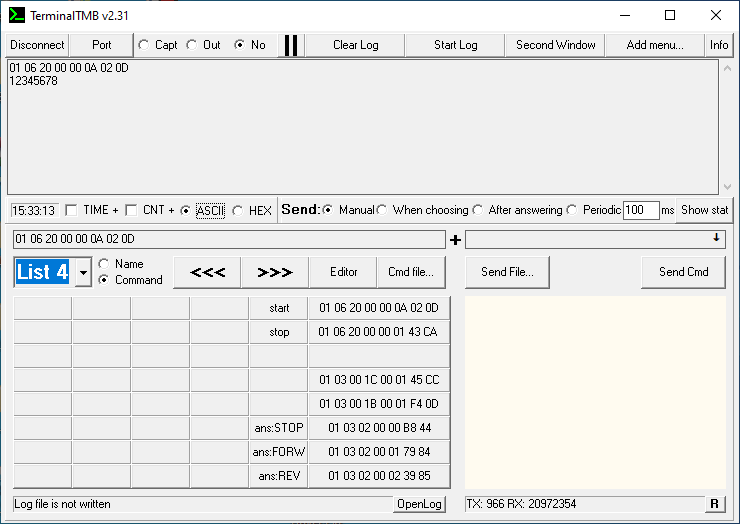 TerminalTMB v2.31
Disconnect Port Capt Out No Clear Log Start Log Second Window Add menu... Info
01 06 20 00 00 0A 02 0D
12345678
15:33:13 TIME + CNT + ASCII HEX Send: Manual When choosing After answering Periodic 100 ms Show stat
01 06 20 00 00 0A 02 0D +
List 4 Name Command <<< >>> Editor Cmd file... Send File... Send Cmd
start 01 06 20 00 00 0A 02 0D
stop 01 06 20 00 00 01 43 CA
01 03 00 1C 00 01 45 CC
01 03 00 1B 00 01 F4 0D
ans:STOP 01 03 02 00 00 B8 44
ans:FORW 01 03 02 00 01 79 84
ans:REV 01 03 02 00 02 39 85
Log file is not written OpenLog TX: 966 RX: 20972354 R